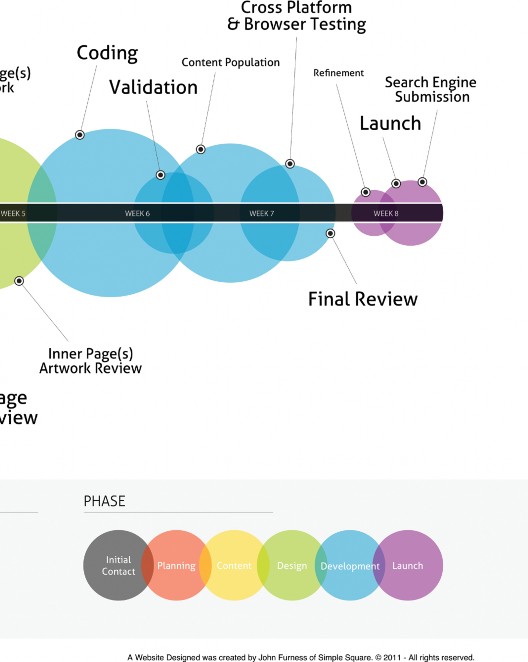 Cross Platform
& Browser Testing
Coding
Content Population
ge(s)
rk
Validation
Refinement
Search Engine
Submission
Launch
WEEK 5
WEEK 6
WEEK 7
WEEK 8
Final Review
Inner Page(s)
Artwork Review
age
view
PHASE
Initial
Contact
Planning
Content
Design
Development
Launch
A Website Designed was created by John Furness of Simple Square. © 2011 - All rights reserved.